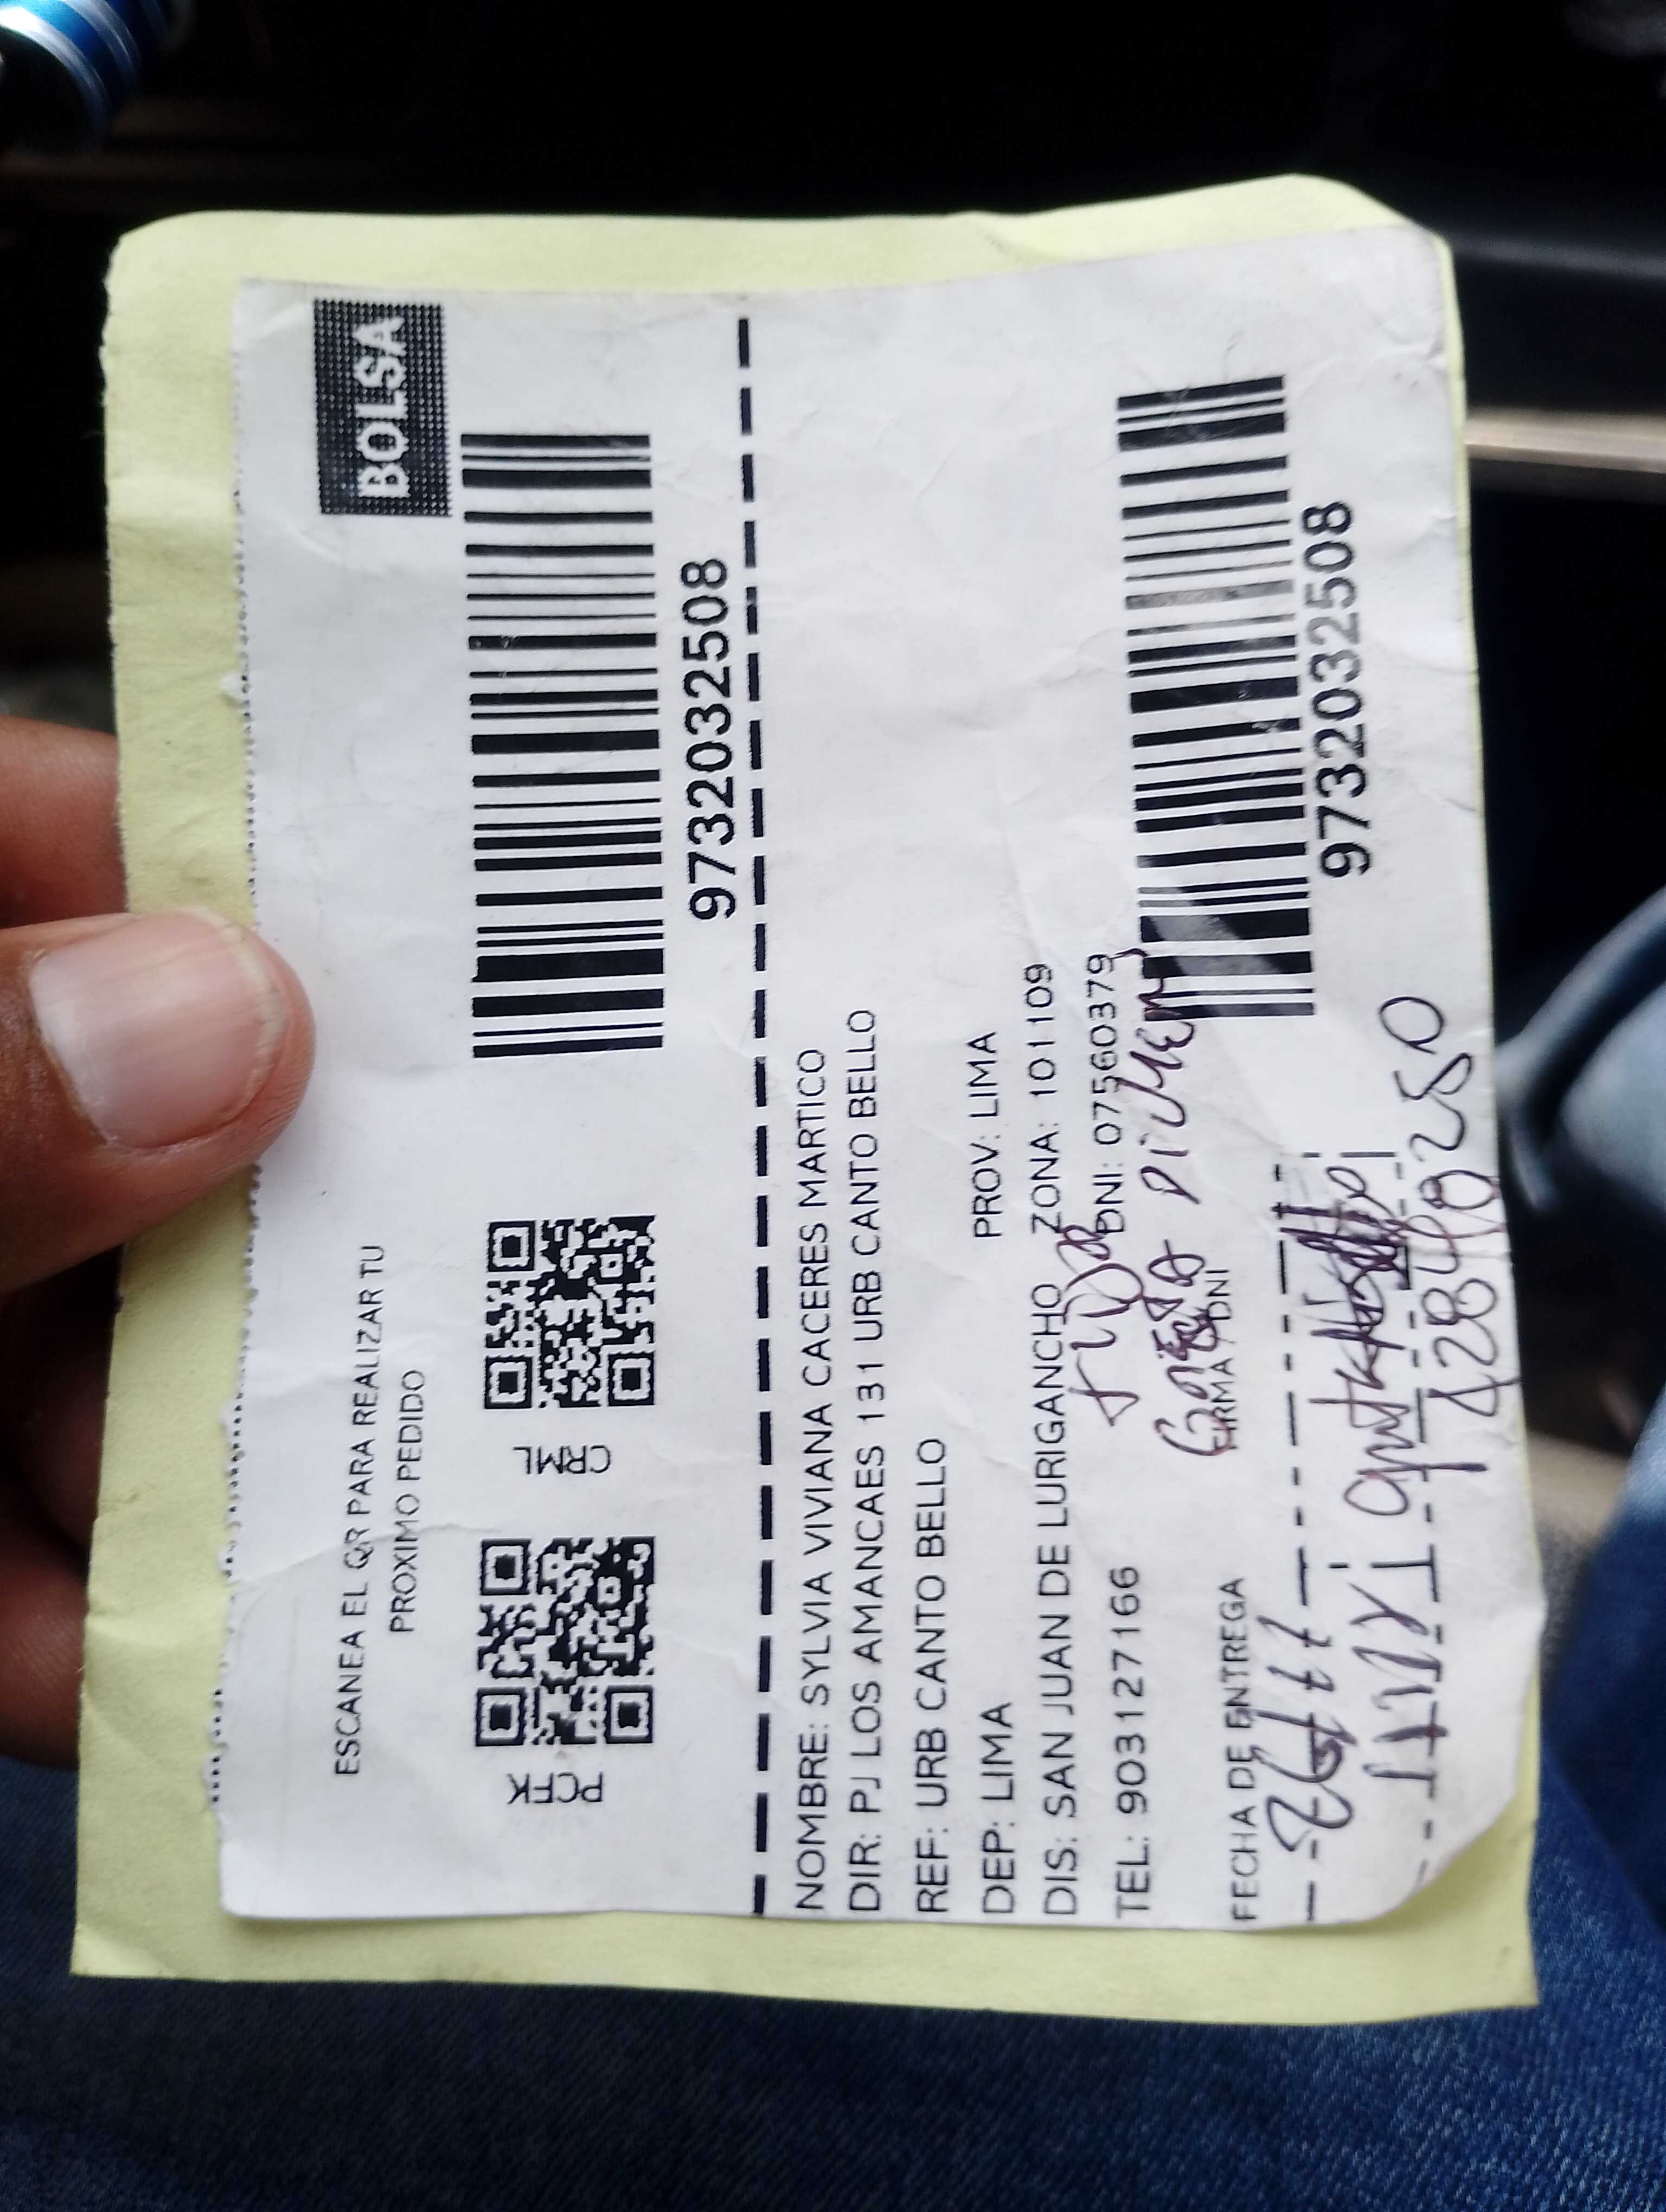 BOLSA
ESCANEA EL QR PARA REALIZAR TU
PROXIMO PEDIDO
PCFK
CRML
9732032508
NOMBRE: SYLVIA VIVIANA CACERES MARTICO
DIR: PJ LOS AMANCAES 131 URB CANTO BELLO
REF: URB CANTO BELLO
DEP: LIMA PROV: LIMA
DIS: SAN JUAN DE LURIGANCHO ZONA: 101109
TEL: 903127166 DNI: 07560379
FECHA DE ENTREGA FIRMA / DNI
9732032508